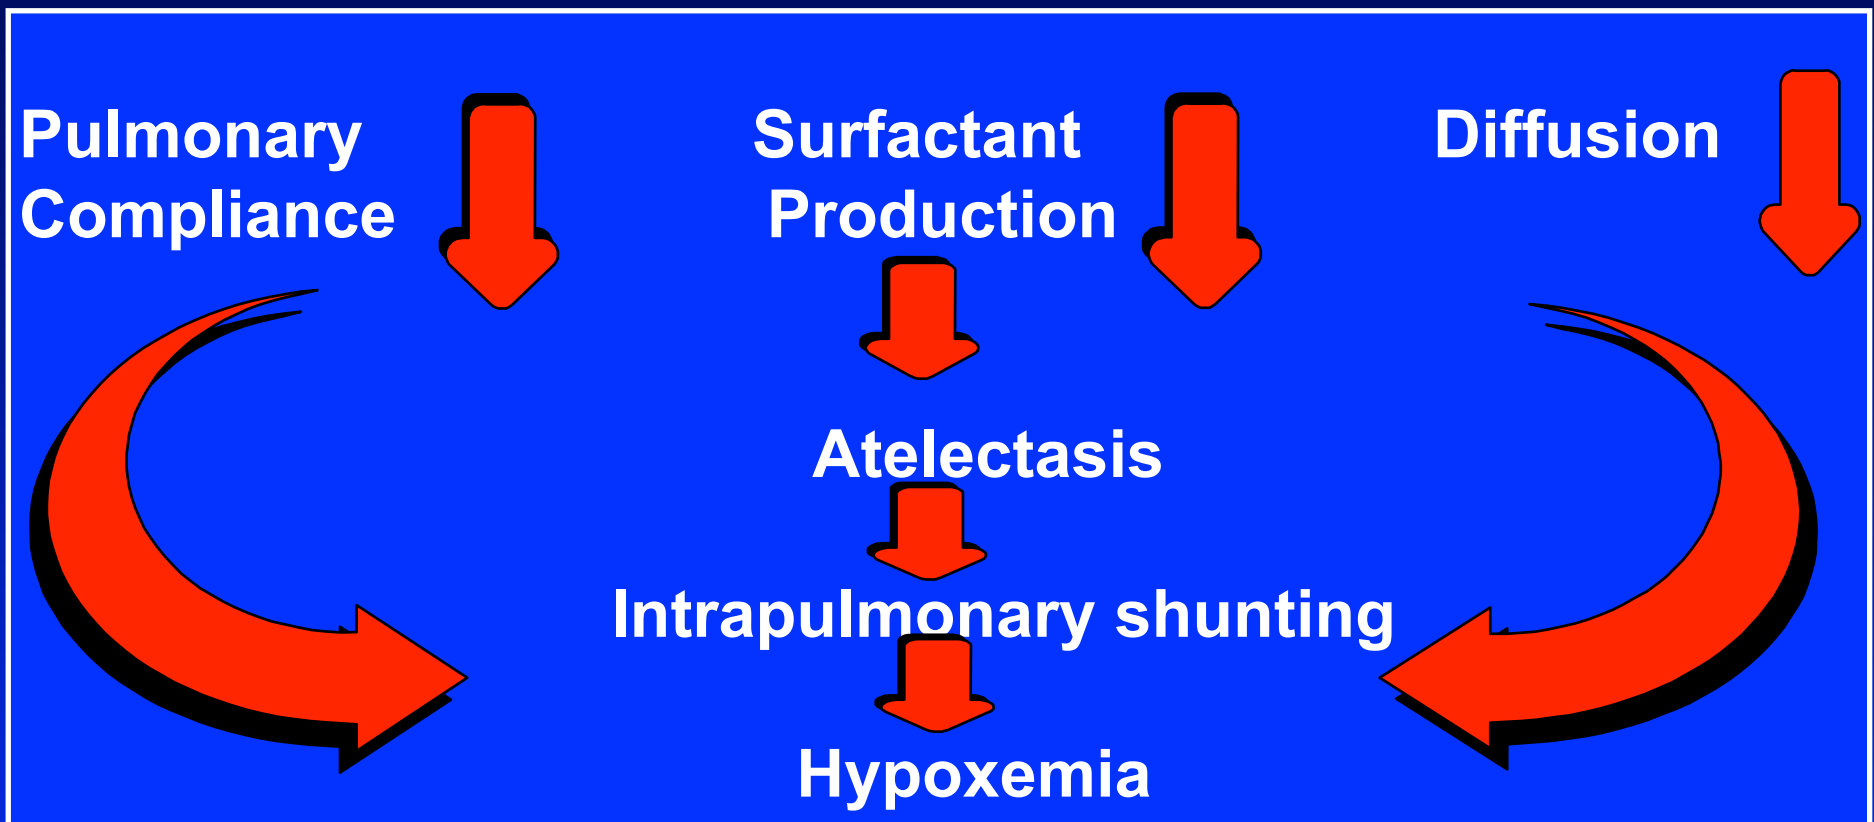 Pulmonary
Compliance
Surfactant
Production
Diffusion
Atelectasis
Intrapulmonary shunting
Hypoxemia